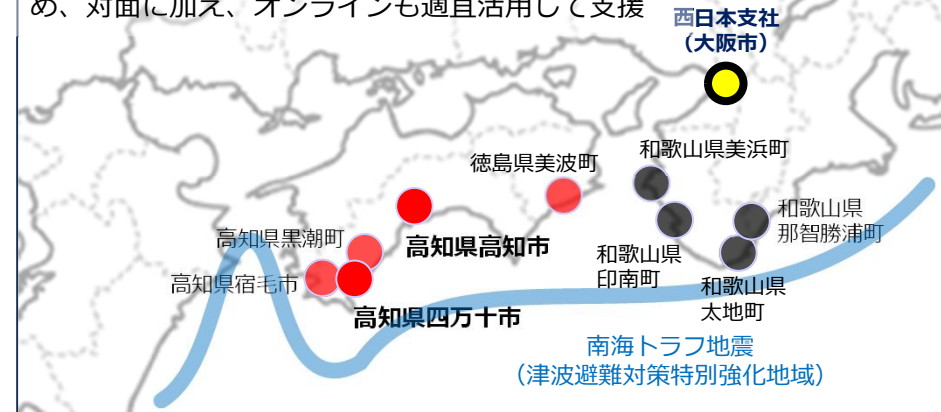 め、対面に加え、オンラインも適宜活用して支援
西日本支社
（大阪市）
和歌山県美浜町
徳島県美波町
和歌山県
那智勝浦町
高知県黒潮町
高知県高知市
和歌山県
印南町
高知県宿毛市
和歌山県
太地町
高知県四万十市
南海トラフ地震
（津波避難対策特別強化地域）